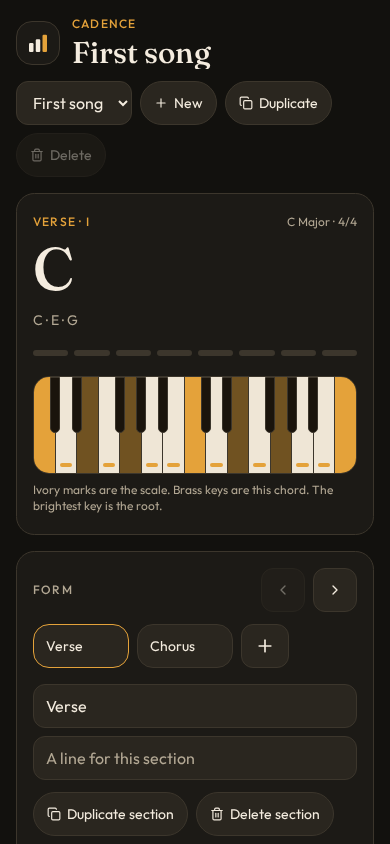 CADENCE
First song
First song
New
Duplicate
Delete
VERSE · I
C Major · 4/4
C
C · E · G
Ivory marks are the scale. Brass keys are this chord. The
brightest key is the root.
FORM
Verse
Chorus
Verse
A line for this section
Duplicate section
Delete section